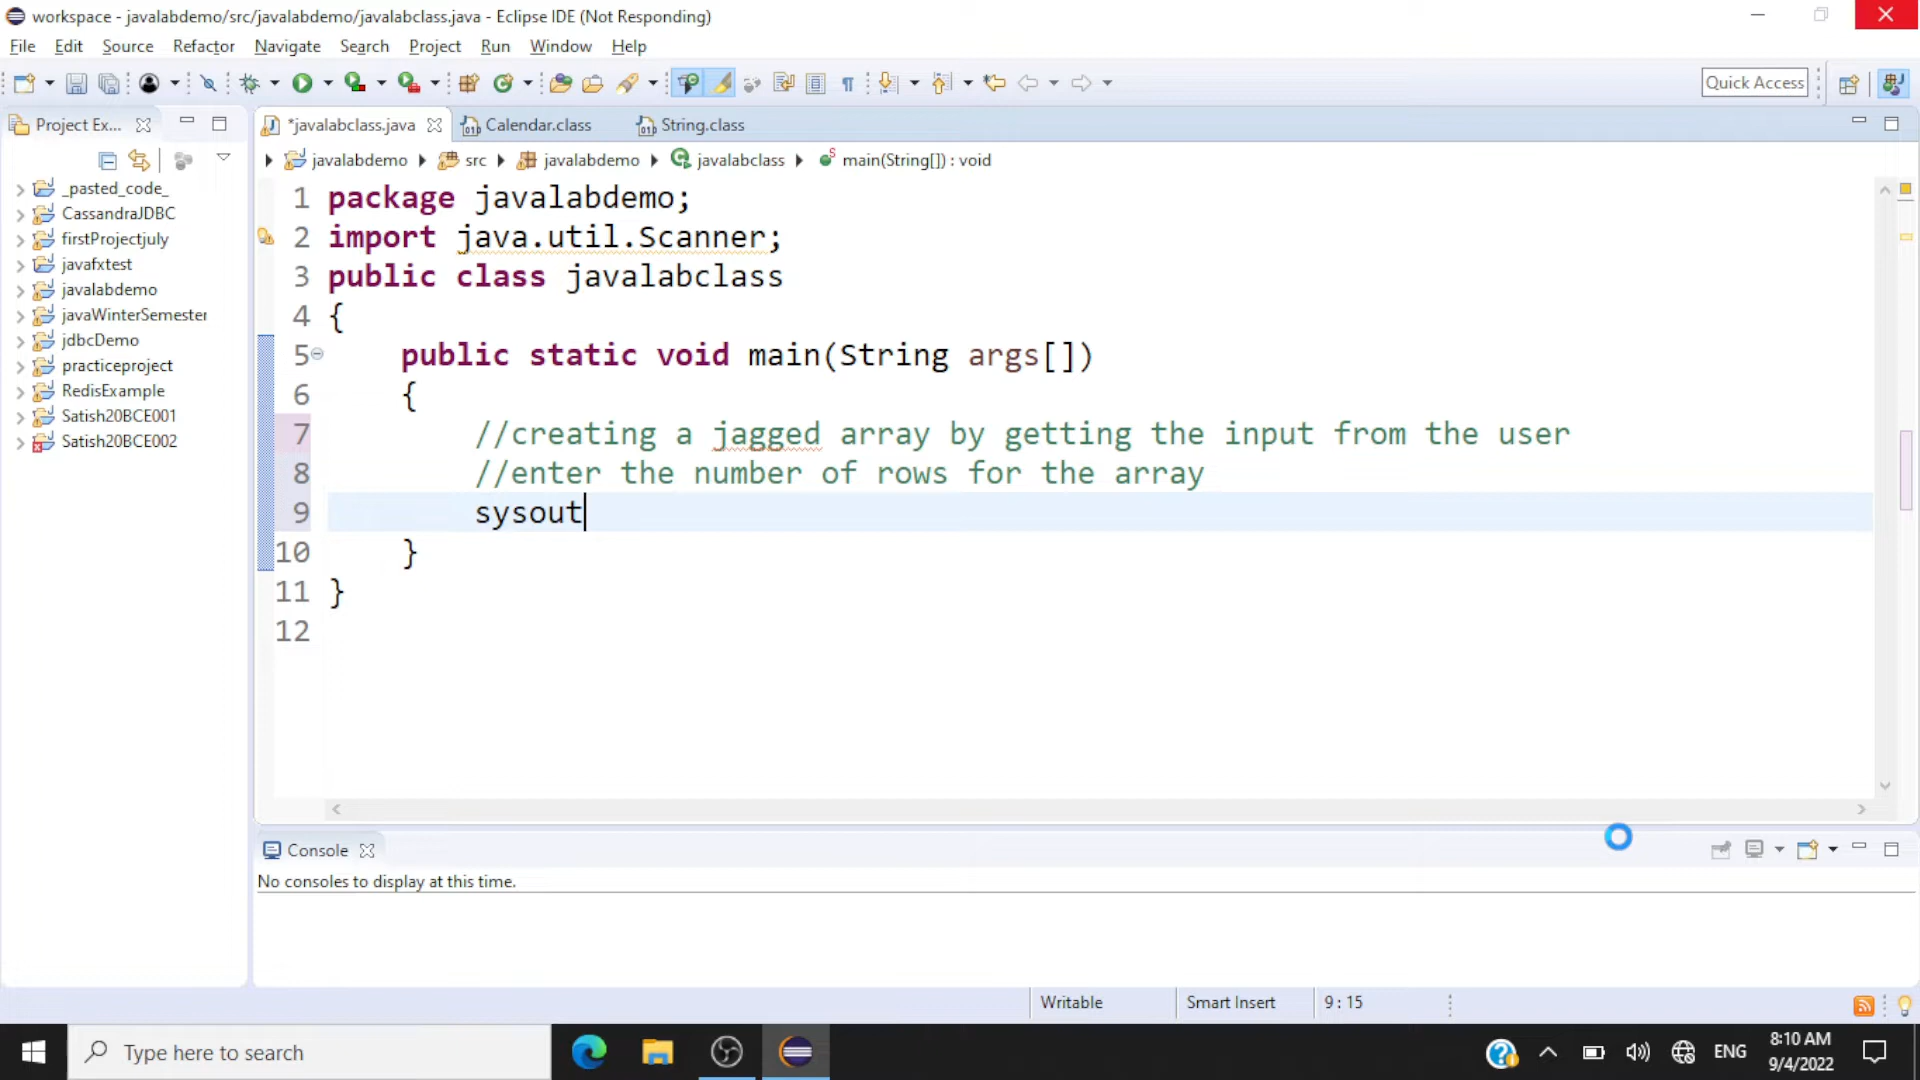 workspace - javalabdemo/src/javalabdemo/javalabclass.java - Eclipse IDE (Not Responding)
File Edit Source Refactor Navigate Search Project Run Window Help
Quick Access
Project Ex...
*javalabclass.java Calendar.class String.class
javalabdemo src javalabdemo javalabclass main(String[]) : void
_pasted_code_
CassandraJDBC
firstProjectjuly
javafxtest
javalabdemo
javaWinterSemester
jdbcDemo
practiceproject
RedisExample
Satish20BCE001
Satish20BCE002
1 package javalabdemo;
2 import java.util.Scanner;
3 public class javalabclass
4 {
5 public static void main(String args[])
6 {
7 //creating a jagged array by getting the input from the user
8 //enter the number of rows for the array
9 sysout
10 }
11 }
12
Console
No consoles to display at this time.
Writable Smart Insert 9 : 15
Type here to search
ENG
8:10 AM
9/4/2022